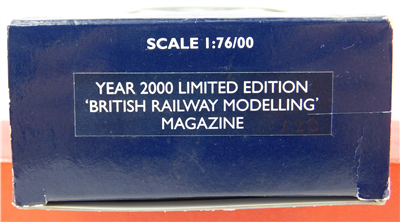 SCALE 1:76/00
YEAR 2000 LIMITED EDITION
‘BRITISH RAILWAY MODELLING’
MAGAZINE